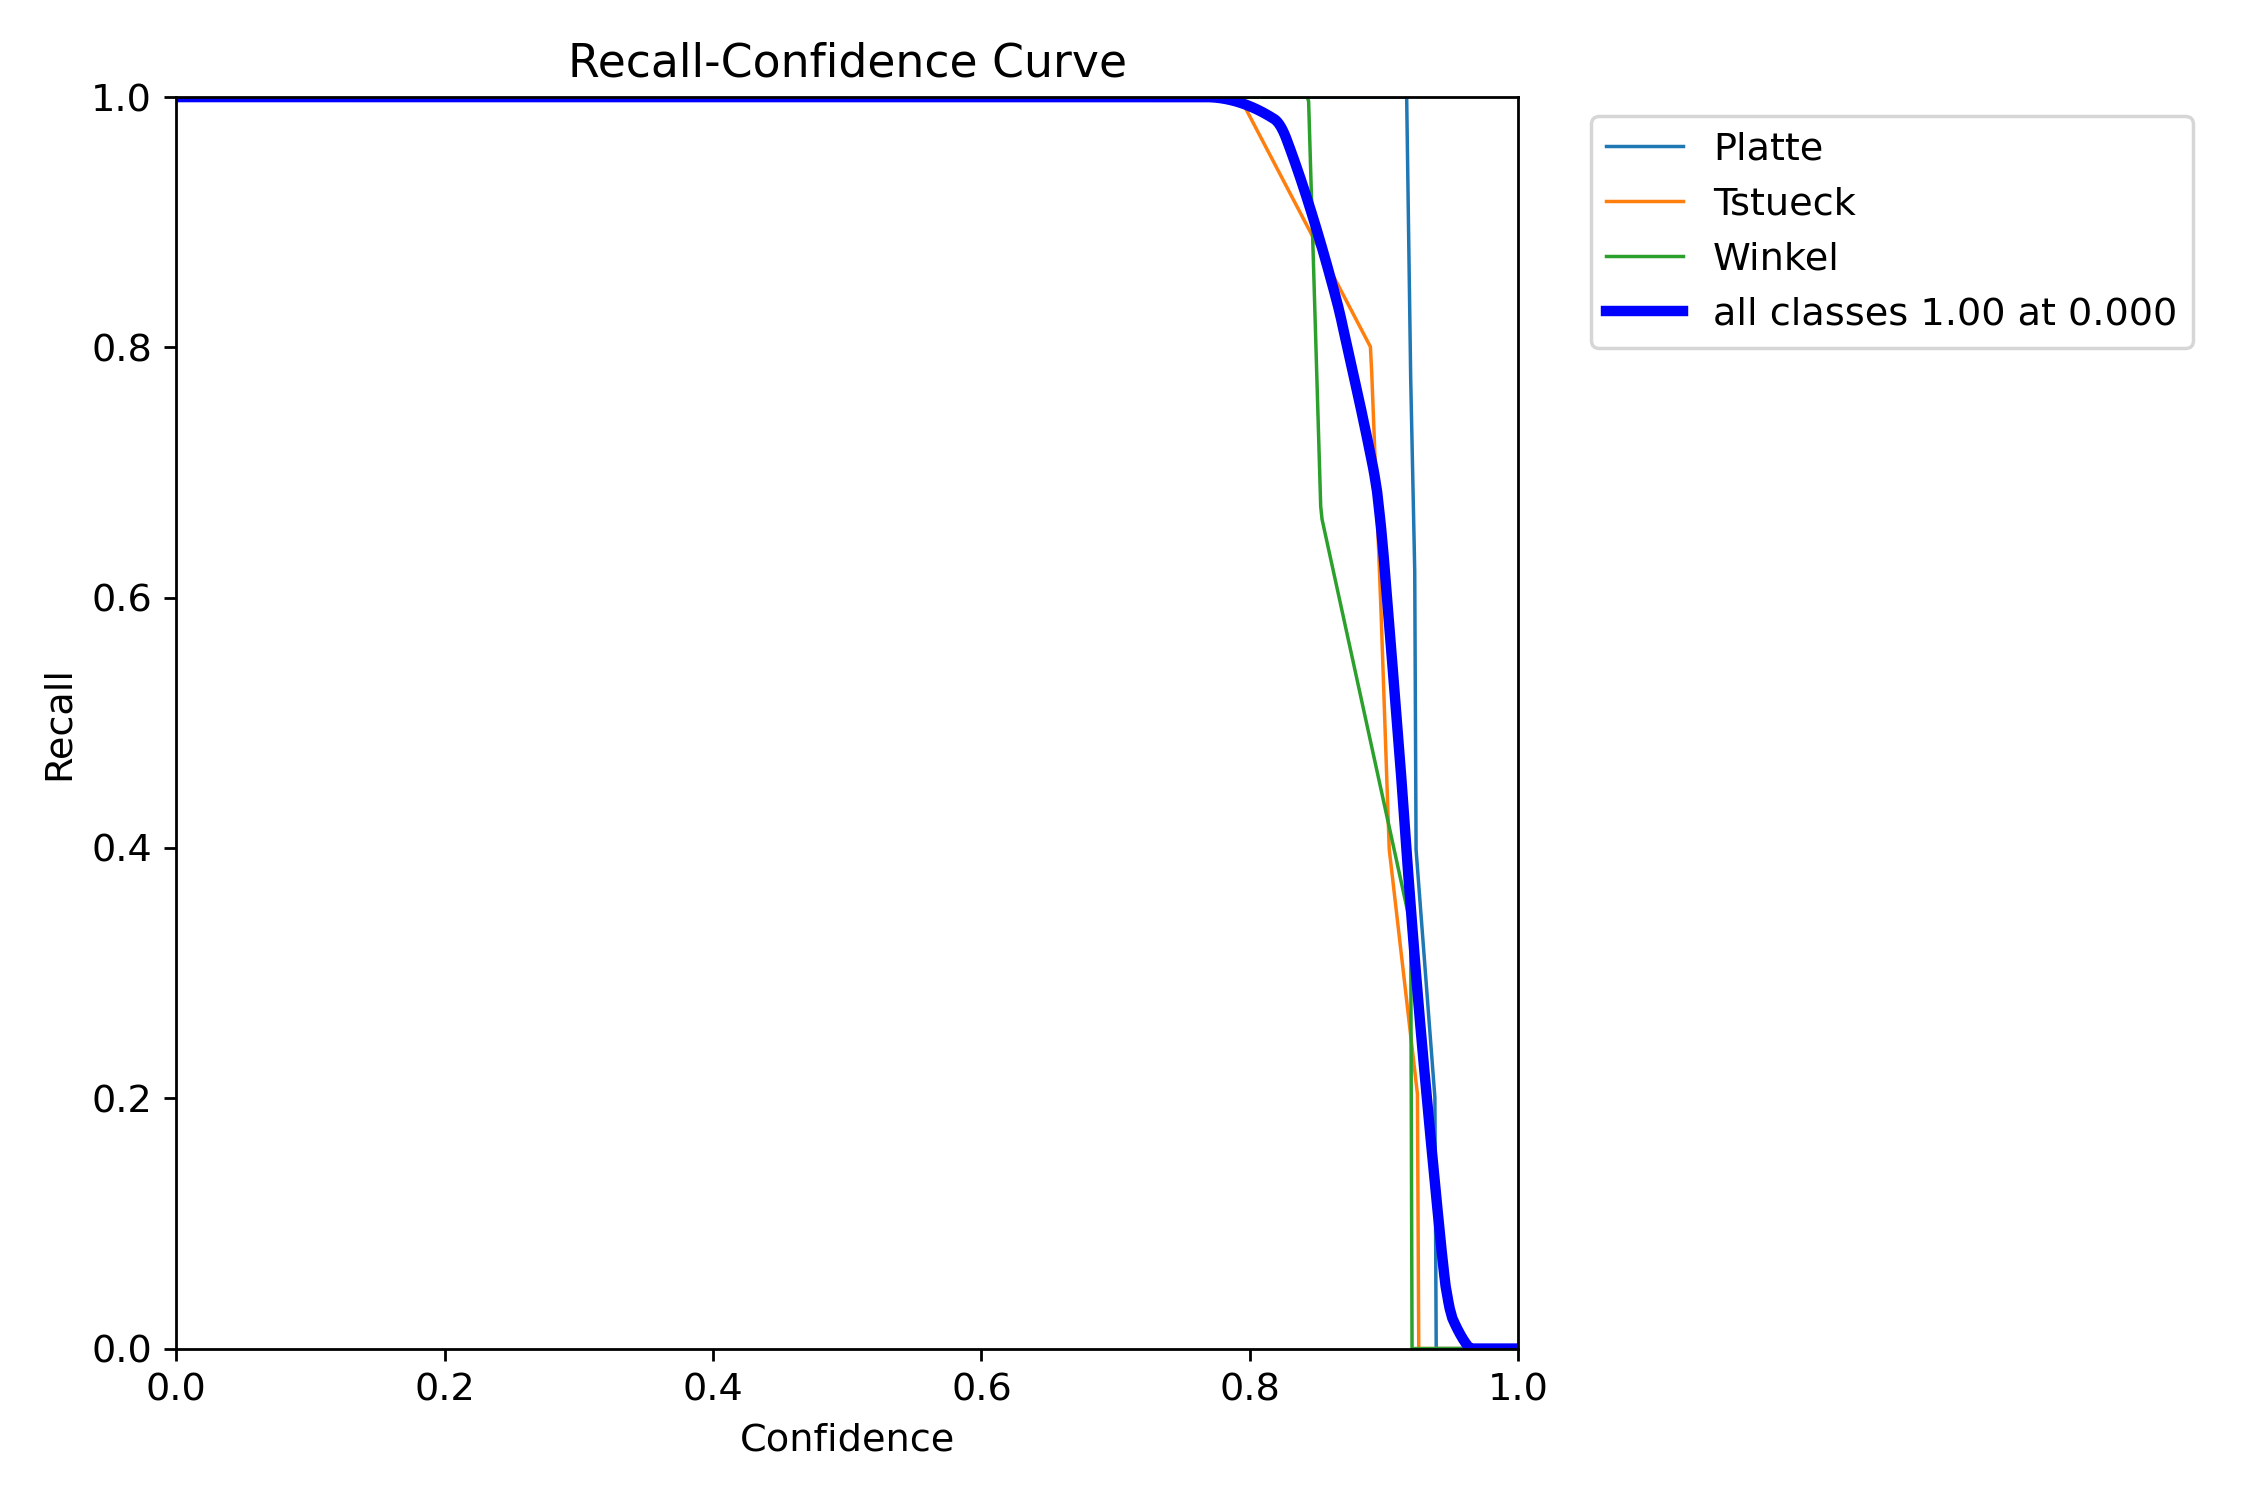 Recall-Confidence Curve
1.0
0.8
0.6
0.4
0.2
0.0
Recall
0.0 0.2 0.4 0.6 0.8 1.0
Confidence
Platte
Tstueck
Winkel
all classes 1.00 at 0.000